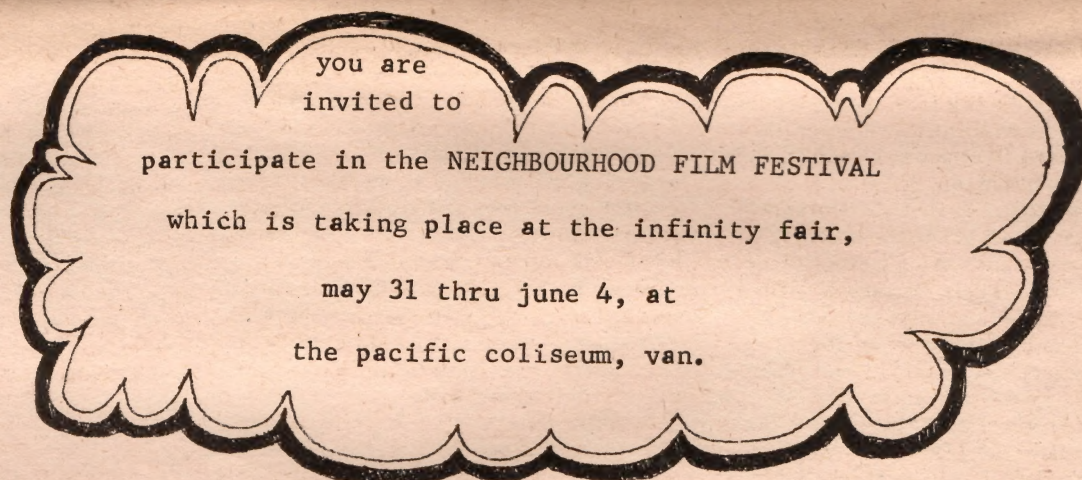 you are
invited to
participate in the NEIGHBOURHOOD FILM FESTIVAL
which is taking place at the infinity fair,
may 31 thru june 4, at
the pacific coliseum, van.